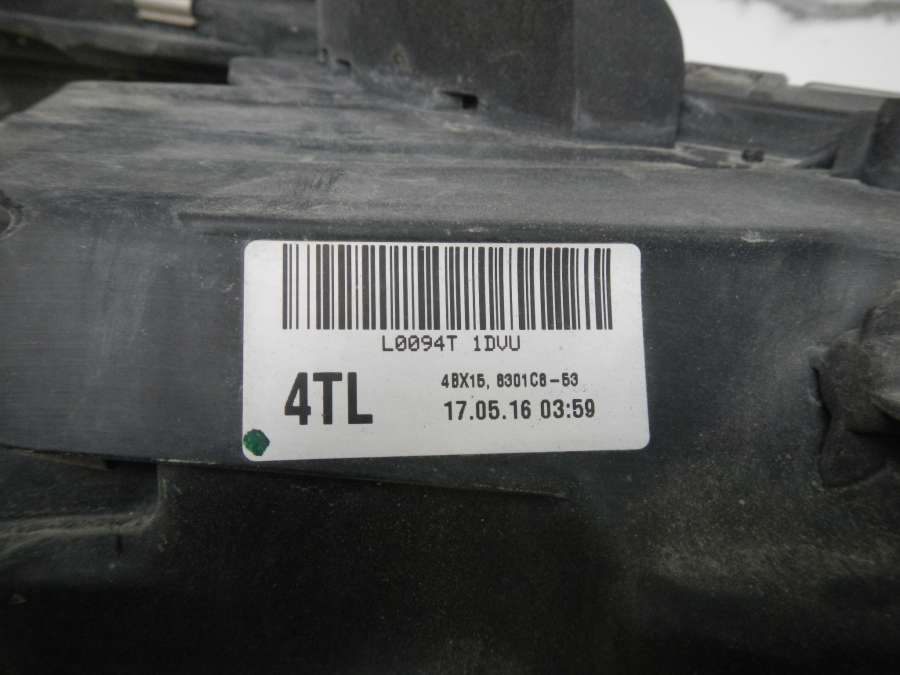 L0094T 1DVU
4TL
4BX15, 8301C8-53
17.05.16 03:59